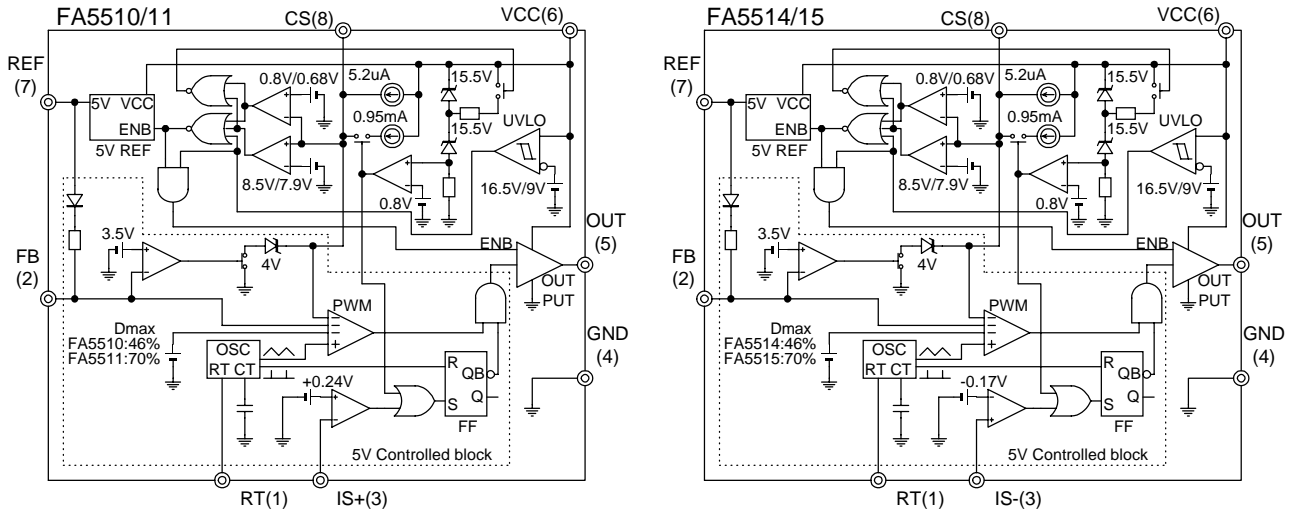 FA5510/11
CS(8)
VCC(6)
REF
(7)
5V VCC
ENB
5V REF
0.8V/0.68V
5.2uA
15.5V
0.95mA
15.5V
UVLO
8.5V/7.9V
16.5V/9V
0.8V
3.5V
4V
ENB
OUT
(5)
FB
(2)
OUT
PUT
PWM
Dmax
FA5510:46%
FA5511:70%
GND
(4)
OSC
RT CT
R
QB
Q
S
FF
+0.24V
5V Controlled block
RT(1)
IS+(3)
FA5514/15
CS(8)
VCC(6)
REF
(7)
5V VCC
ENB
5V REF
0.8V/0.68V
5.2uA
15.5V
0.95mA
15.5V
UVLO
8.5V/7.9V
16.5V/9V
0.8V
3.5V
4V
ENB
OUT
(5)
FB
(2)
OUT
PUT
PWM
Dmax
FA5514:46%
FA5515:70%
GND
(4)
OSC
RT CT
R
QB
Q
S
FF
-0.17V
5V Controlled block
RT(1)
IS-(3)